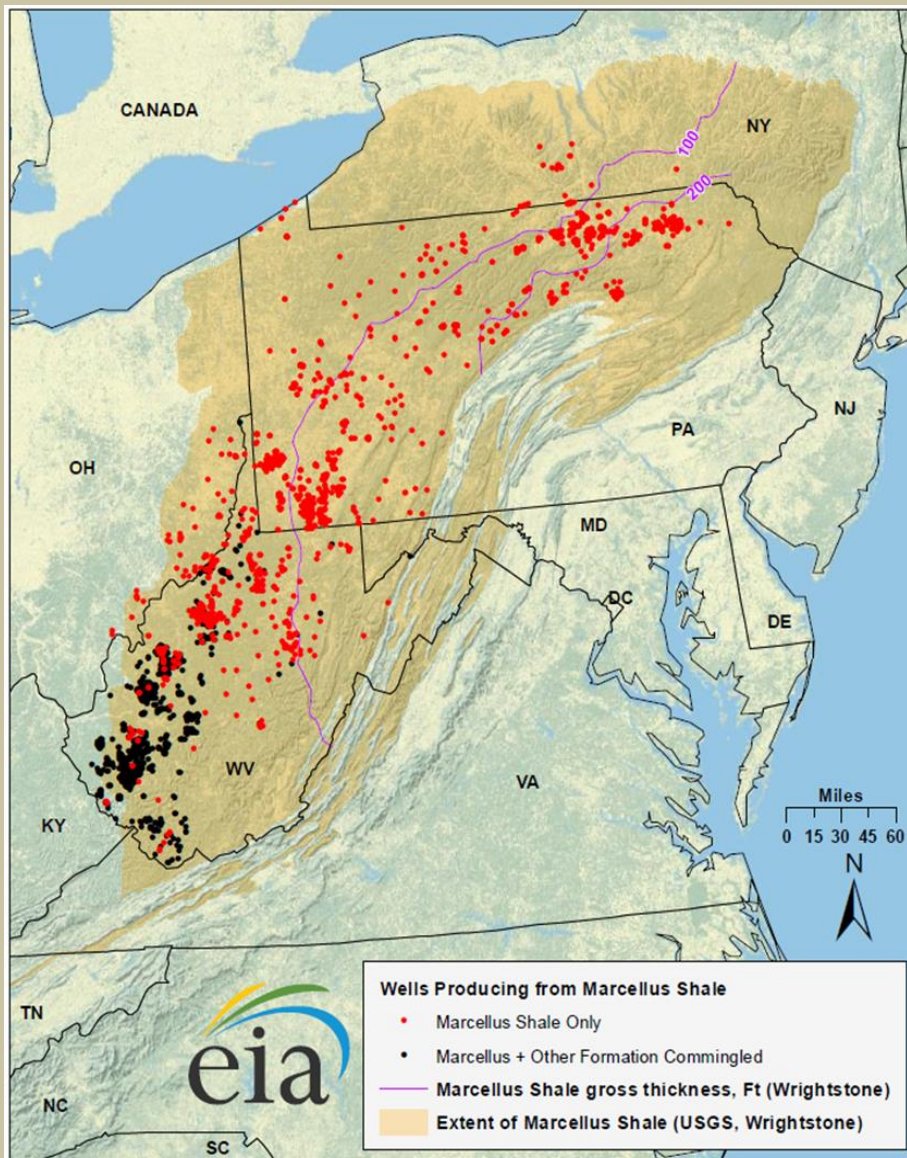 CANADA
NY
100
200
OH
PA
NJ
MD
DC
DE
WV
VA
KY
Miles
0 15 30 45 60
N
TN
NC
SC
eia
Wells Producing from Marcellus Shale
Marcellus Shale Only
Marcellus + Other Formation Commingled
Marcellus Shale gross thickness, Ft (Wrightstone)
Extent of Marcellus Shale (USGS, Wrightstone)